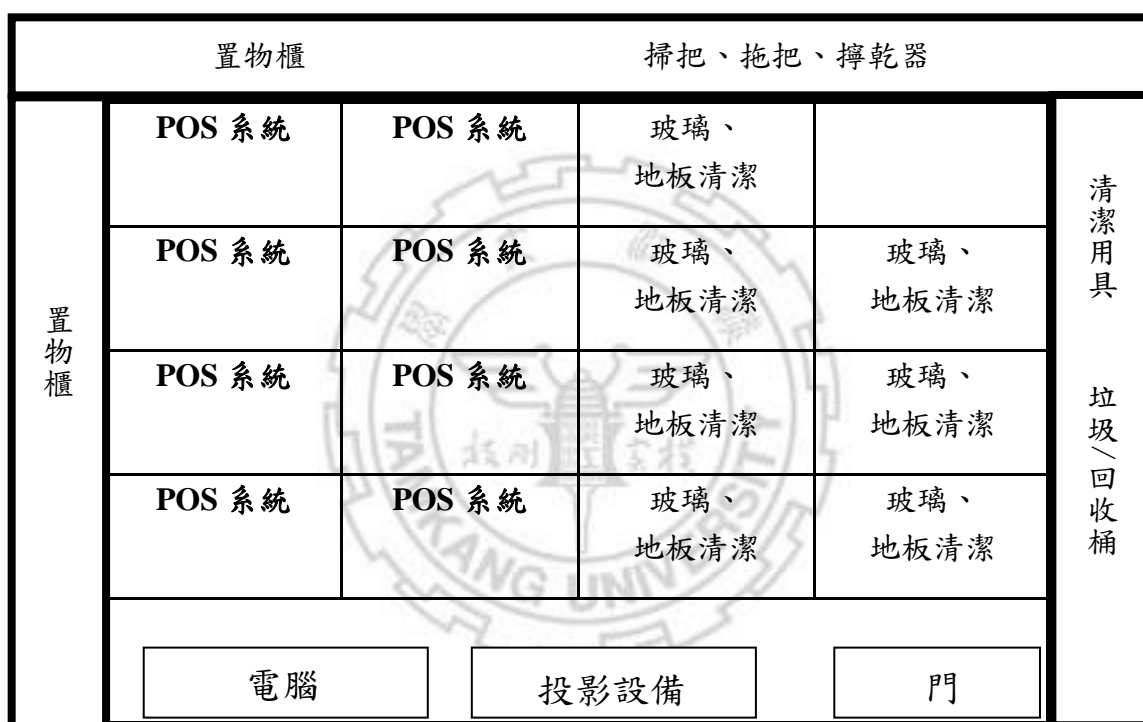 置物櫃 掃把、拖把、擰乾器
置物櫃
POS 系統 POS 系統 玻璃、
地板清潔
POS 系統 POS 系統 玻璃、 玻璃、
地板清潔 地板清潔
POS 系統 POS 系統 玻璃、 玻璃、
地板清潔 地板清潔
POS 系統 POS 系統 玻璃、 玻璃、
地板清潔 地板清潔
清潔用具 垃圾/回收桶
電腦 投影設備 門
TAMKANG UNIVERSITY